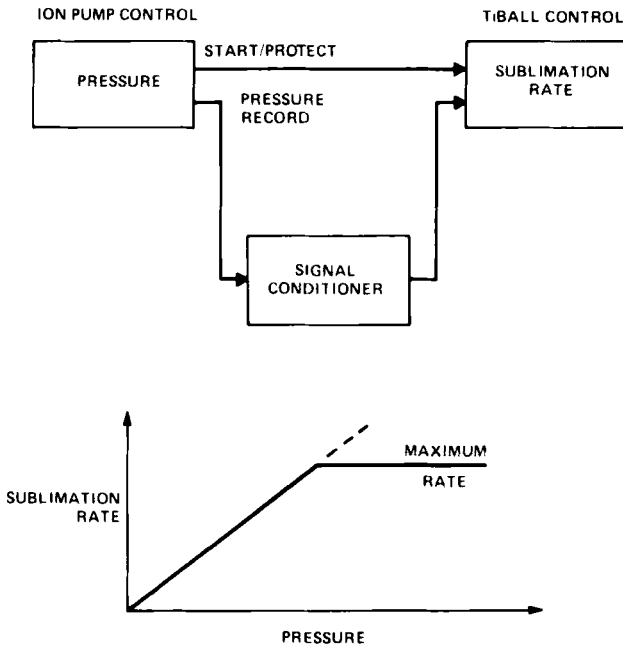 ION PUMP CONTROL
TiBALL CONTROL
START/PROTECT
PRESSURE
SUBLIMATION
RATE
PRESSURE
RECORD
SIGNAL
CONDITIONER
MAXIMUM
RATE
SUBLIMATION
RATE
PRESSURE